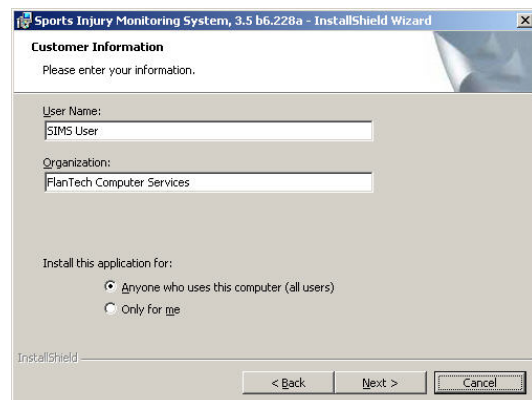 Sports Injury Monitoring System, 3.5 b6.228a - InstallShield Wizard
Customer Information
Please enter your information.
User Name:
SIMS User
Organization:
FlanTech Computer Services
Install this application for:
Anyone who uses this computer (all users)
Only for me
InstallShield
< Back Next > Cancel